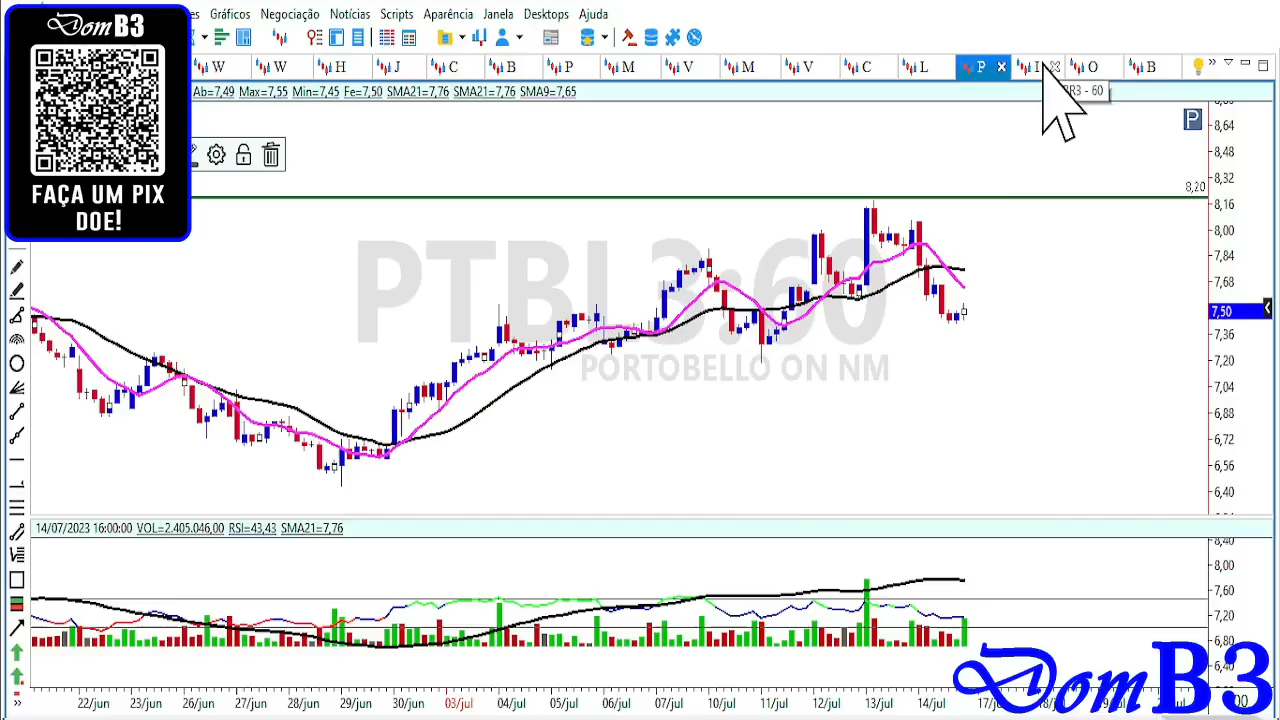 Dom B3
FAÇA UM PIX
DOE!
Gráficos Negociação Notícias Scripts Aparência Janela Desktops Ajuda
W W H J C B P M V M V C L P I O B
Ab=7,49 Max=7,55 Min=7,45 Fe=7,50 SMA21=7,76 SMA21=7,76 SMA9=7,65
RR3 - 60
P
8,64
8,48
8,32
8,20
8,16
8,00
7,84
7,68
7,50
7,36
7,20
7,04
6,88
6,72
6,56
6,40
PTBL3:60
PORTOBELLO ON NM
14/07/2023 16:00:00 VOL=2.405.046,00 RSI=43,43 SMA21=7,76
8,40
8,00
7,60
7,20
6,80
6,40
22/jun 23/jun 26/jun 27/jun 28/jun 29/jun 30/jun 03/jul 04/jul 05/jul 06/jul 07/jul 10/jul 11/jul 12/jul 13/jul 14/jul
DomB3